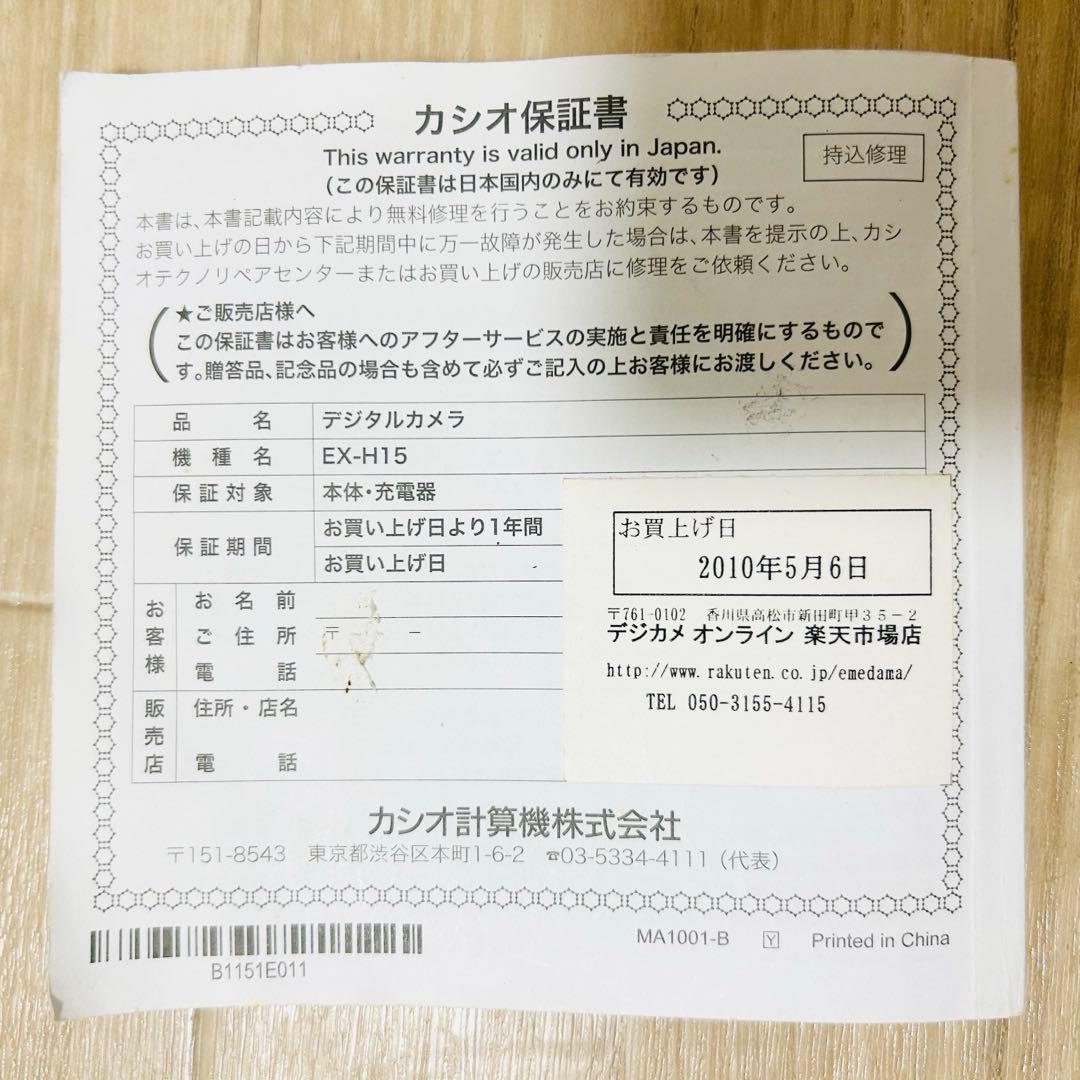 カシオ保証書
This warranty is valid only in Japan.
(この保証書は日本国内のみにて有効です)
持込修理
本書は、本書記載内容により無料修理を行うことをお約束するものです。
お買い上げの日から下記期間中に万一故障が発生した場合は、本書を提示の上、カシ
オテクノリペアセンターまたはお買い上げの販売店に修理をご依頼ください。
★ご販売店様へ
この保証書はお客様へのアフターサービスの実施と責任を明確にするもので
す。贈答品、記念品の場合も含めて必ずご記入の上お客様にお渡しください。
品名 デジタルカメラ
機種名 EX-H15
保証対象 本体・充電器
保証期間 お買い上げ日より1年間
お買い上げ日
お客様 お名前
ご住所 〒 －
電話
販売店 住所・店名
電話
お買上げ日
2010年5月6日
〒761-0102 香川県高松市新田町甲35-2
デジカメ オンライン 楽天市場店
http://www.rakuten.co.jp/emedama/
TEL 050-3155-4115
カシオ計算機株式会社
〒151-8543 東京都渋谷区本町1-6-2 ☎03-5334-4111(代表)
B1151E011
MA1001-B Y Printed in China